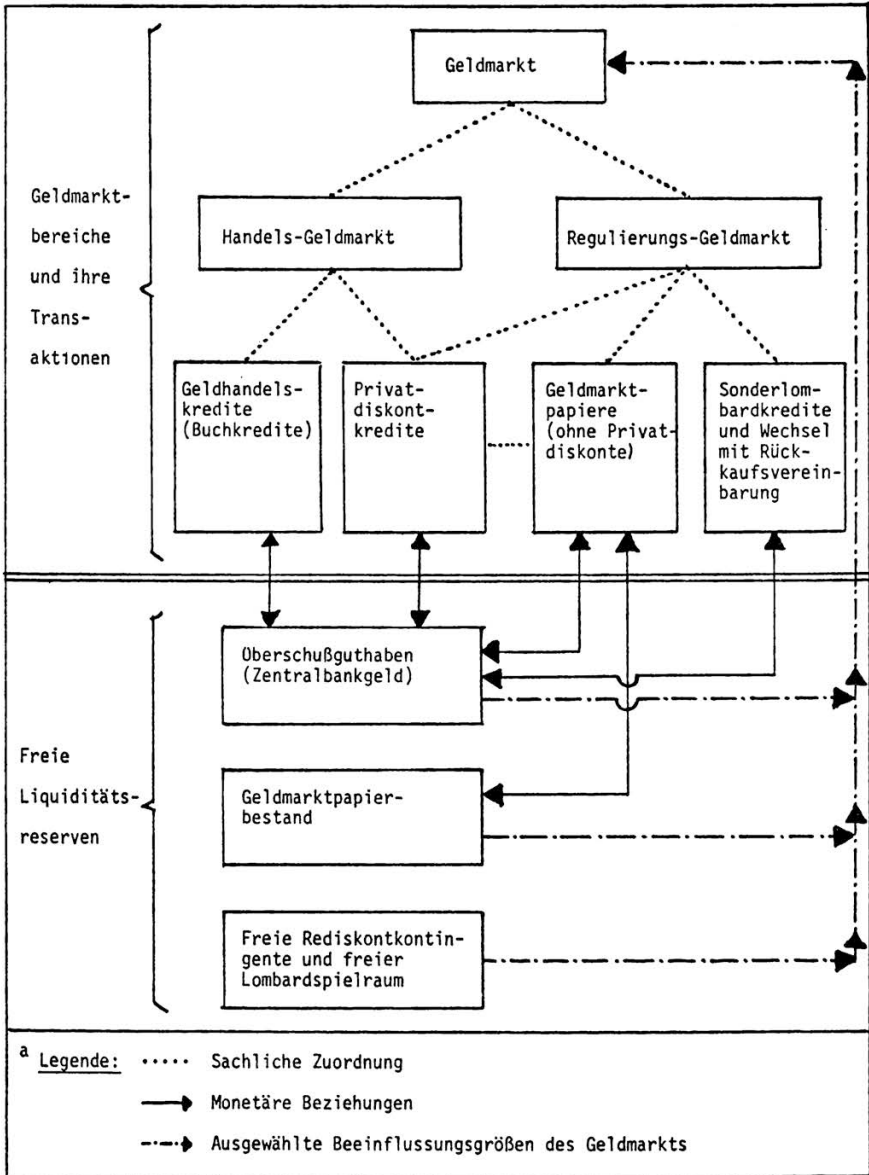 Geldmarkt
Geldmarkt-
bereiche
und ihre
Trans-
aktionen
Handels-Geldmarkt
Regulierungs-Geldmarkt
Geldhandels-
kredite
(Buchkredite)
Privat-
diskont-
kredite
Geldmarkt-
papiere
(ohne Privat-
diskonte)
Sonderlom-
bardkredite
und Wechsel
mit Rück-
kaufsverein-
barung
Freie
Liquiditäts-
reserven
Überschußguthaben
(Zentralbankgeld)
Geldmarktpapier-
bestand
Freie Rediskontkontin-
gente und freier
Lombardspielraum
a Legende: ..... Sachliche Zuordnung
Monetäre Beziehungen
Ausgewählte Beeinflussungsgrößen des Geldmarkts